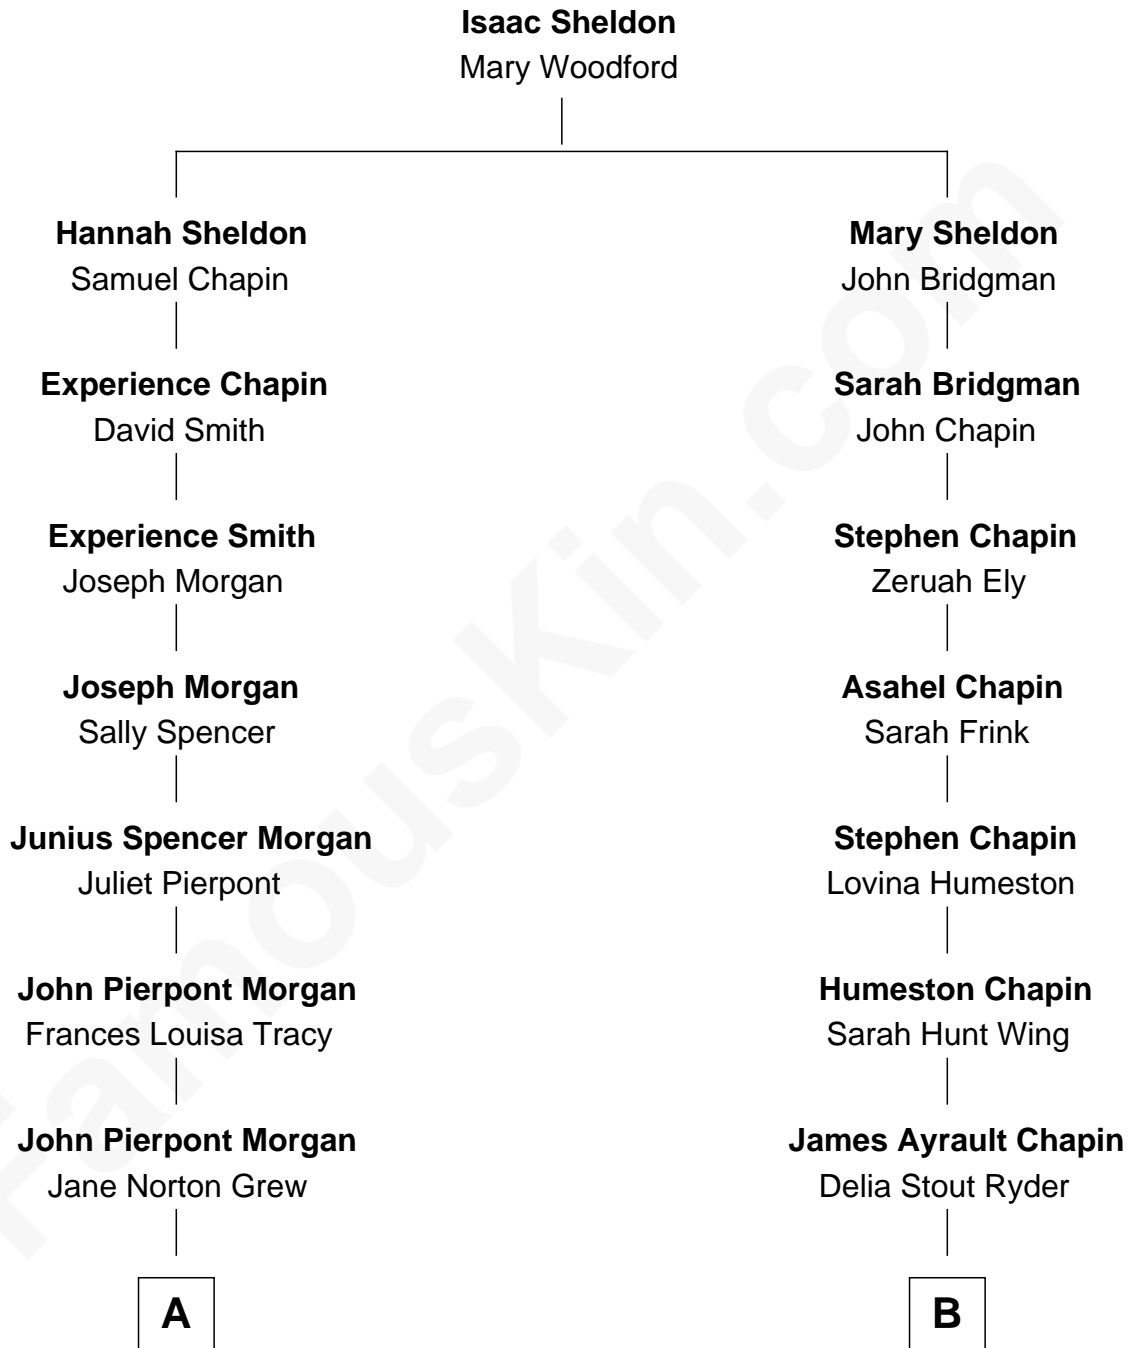 Isaac Sheldon
Mary Woodford
Hannah Sheldon
Samuel Chapin
Mary Sheldon
John Bridgman
Experience Chapin
David Smith
Sarah Bridgman
John Chapin
Experience Smith
Joseph Morgan
Stephen Chapin
Zeruah Ely
Joseph Morgan
Sally Spencer
Asahel Chapin
Sarah Frink
Junius Spencer Morgan
Juliet Pierpont
Stephen Chapin
Lovina Humeston
John Pierpont Morgan
Frances Louisa Tracy
Humeston Chapin
Sarah Hunt Wing
John Pierpont Morgan
Jane Norton Grew
James Ayrault Chapin
Delia Stout Ryder
A
B
FamousKin.com